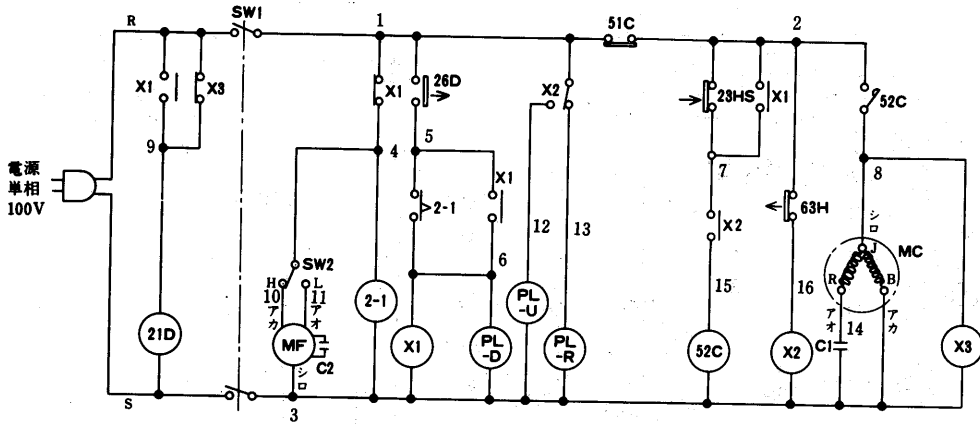 R
SW1
1
51C
2
X1
X3
X1
26D
X2
23HS
X1
52C
9
4
5
7
8
電源
単相
100V
2-1
X1
12
13
X2
63H
シロ
J
MC
SW2
6
15
16
R
B
H
L
10
11
アカ
アオ
アオ
14
アカ
21D
MF
C2
シロ
2-1
X1
PL
-D
PL
-U
PL
-R
52C
X2
C1
X3
S
3